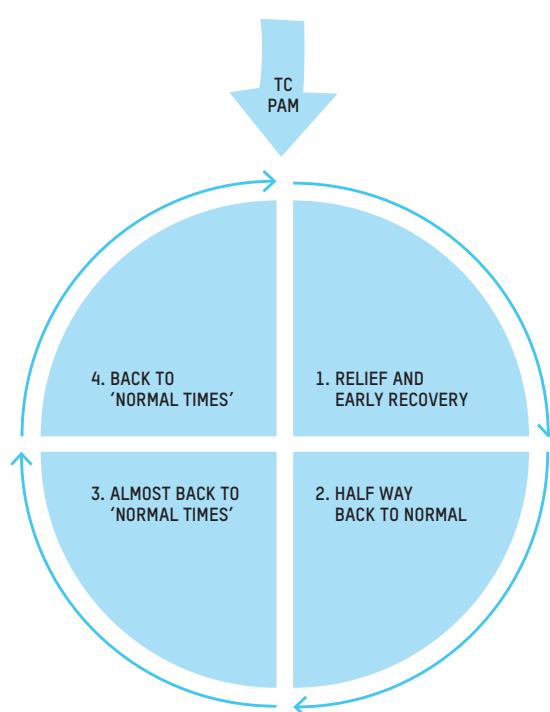 TC
PAM
4. BACK TO
‘NORMAL TIMES’
1. RELIEF AND
EARLY RECOVERY
3. ALMOST BACK TO
‘NORMAL TIMES’
2. HALF WAY
BACK TO NORMAL